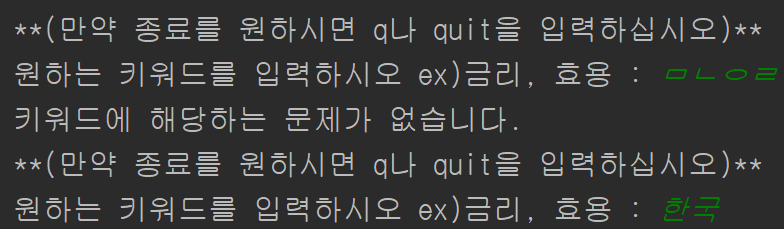 **(만약 종료를 원하시면 q나 quit을 입력하십시오)**
원하는 키워드를 입력하시오 ex)금리, 효용 : ㅁㄴㅇㄹ
키워드에 해당하는 문제가 없습니다.
**(만약 종료를 원하시면 q나 quit을 입력하십시오)**
원하는 키워드를 입력하시오 ex)금리, 효용 : 한국